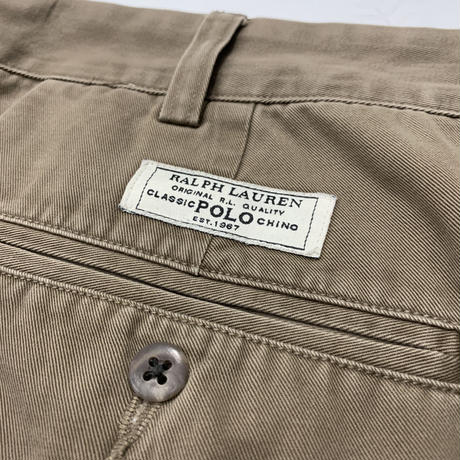 RALPH LAUREN
ORIGINAL R.L. QUALITY
CLASSIC POLO CHINO
EST. 1967